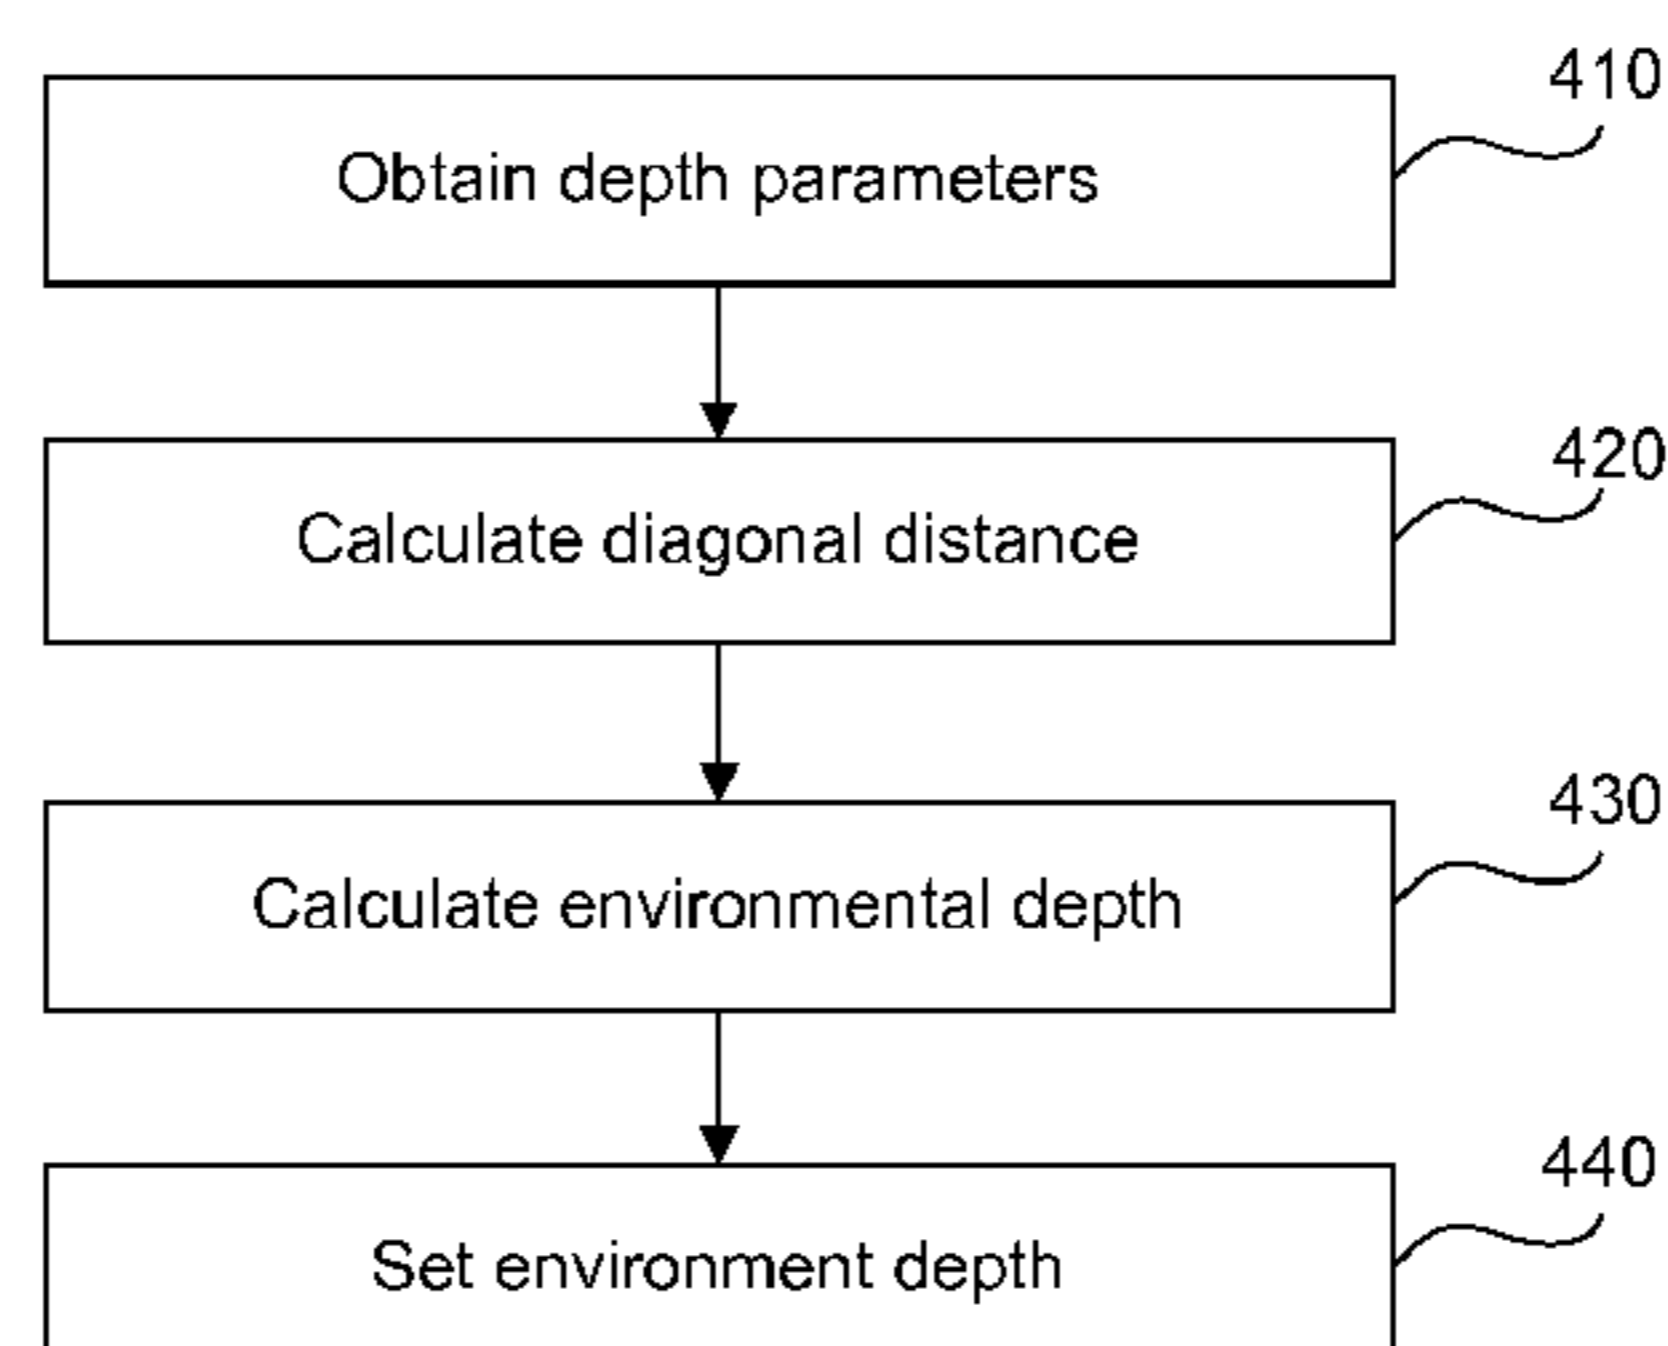 410
Obtain depth parameters
420
Calculate diagonal distance
430
Calculate environmental depth
440
Set environment depth